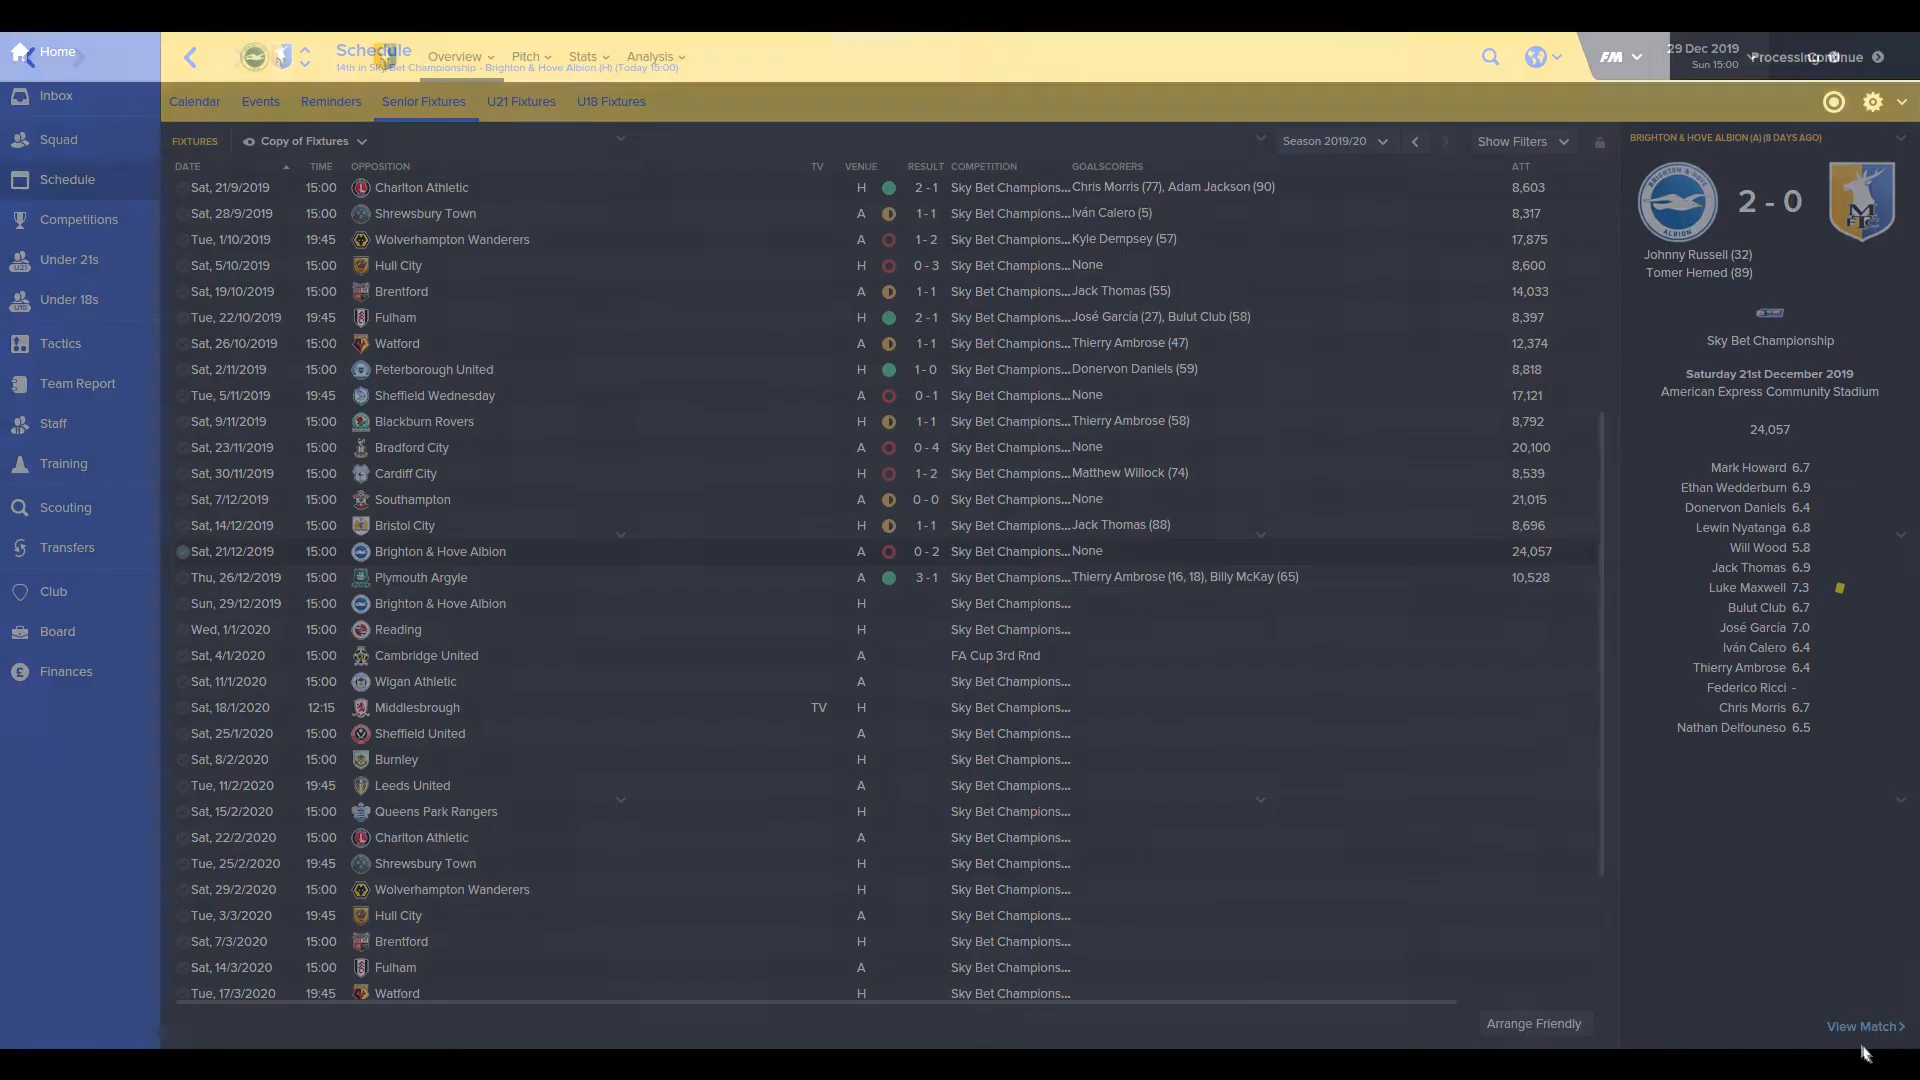 Home
Schedule
14th in Sky Bet Championship - Brighton & Hove Albion (H) (Today 15:00)
Overview Pitch Stats Analysis
FM
29 Dec 2019
Sun 15:00
Processing
Continue
Inbox
Squad
Schedule
Competitions
Under 21s
Under 18s
Tactics
Team Report
Staff
Training
Scouting
Transfers
Club
Board
Finances
Calendar Events Reminders Senior Fixtures U21 Fixtures U18 Fixtures
FIXTURES Copy of Fixtures Season 2019/20 Show Filters
DATE TIME OPPOSITION TV VENUE RESULT COMPETITION GOALSCORERS ATT
Sat, 21/9/2019 15:00 Charlton Athletic H 2 - 1 Sky Bet Champions... Chris Morris (77), Adam Jackson (90) 8,603
Sat, 28/9/2019 15:00 Shrewsbury Town A 1 - 1 Sky Bet Champions... Iván Calero (5) 8,317
Tue, 1/10/2019 19:45 Wolverhampton Wanderers A 1 - 2 Sky Bet Champions... Kyle Dempsey (57) 17,875
Sat, 5/10/2019 15:00 Hull City H 0 - 3 Sky Bet Champions... None 8,600
Sat, 19/10/2019 15:00 Brentford A 1 - 1 Sky Bet Champions... Jack Thomas (55) 14,033
Tue, 22/10/2019 19:45 Fulham H 2 - 1 Sky Bet Champions... José García (27), Bulut Club (58) 8,397
Sat, 26/10/2019 15:00 Watford A 1 - 1 Sky Bet Champions... Thierry Ambrose (47) 12,374
Sat, 2/11/2019 15:00 Peterborough United H 1 - 0 Sky Bet Champions... Donervon Daniels (59) 8,818
Tue, 5/11/2019 19:45 Sheffield Wednesday A 0 - 1 Sky Bet Champions... None 17,121
Sat, 9/11/2019 15:00 Blackburn Rovers H 1 - 1 Sky Bet Champions... Thierry Ambrose (58) 8,792
Sat, 23/11/2019 15:00 Bradford City A 0 - 4 Sky Bet Champions... None 20,100
Sat, 30/11/2019 15:00 Cardiff City H 1 - 2 Sky Bet Champions... Matthew Willock (74) 8,539
Sat, 7/12/2019 15:00 Southampton A 0 - 0 Sky Bet Champions... None 21,015
Sat, 14/12/2019 15:00 Bristol City H 1 - 1 Sky Bet Champions... Jack Thomas (88) 8,696
Sat, 21/12/2019 15:00 Brighton & Hove Albion A 0 - 2 Sky Bet Champions... None 24,057
Thu, 26/12/2019 15:00 Plymouth Argyle A 3 - 1 Sky Bet Champions... Thierry Ambrose (16, 18), Billy McKay (65) 10,528
Sun, 29/12/2019 15:00 Brighton & Hove Albion H Sky Bet Champions...
Wed, 1/1/2020 15:00 Reading H Sky Bet Champions...
Sat, 4/1/2020 15:00 Cambridge United A FA Cup 3rd Rnd
Sat, 11/1/2020 15:00 Wigan Athletic A Sky Bet Champions...
Sat, 18/1/2020 12:15 Middlesbrough TV H Sky Bet Champions...
Sat, 25/1/2020 15:00 Sheffield United A Sky Bet Champions...
Sat, 8/2/2020 15:00 Burnley H Sky Bet Champions...
Tue, 11/2/2020 19:45 Leeds United A Sky Bet Champions...
Sat, 15/2/2020 15:00 Queens Park Rangers H Sky Bet Champions...
Sat, 22/2/2020 15:00 Charlton Athletic A Sky Bet Champions...
Tue, 25/2/2020 19:45 Shrewsbury Town H Sky Bet Champions...
Sat, 29/2/2020 15:00 Wolverhampton Wanderers H Sky Bet Champions...
Tue, 3/3/2020 19:45 Hull City A Sky Bet Champions...
Sat, 7/3/2020 15:00 Brentford H Sky Bet Champions...
Sat, 14/3/2020 15:00 Fulham A Sky Bet Champions...
Tue, 17/3/2020 19:45 Watford H Sky Bet Champions...
Arrange Friendly
BRIGHTON & HOVE ALBION (A) (8 DAYS AGO)
2 - 0
Johnny Russell (32)
Tomer Hemed (89)
Sky Bet Championship
Saturday 21st December 2019
American Express Community Stadium
24,057
Mark Howard 6.7
Ethan Wedderburn 6.9
Donervon Daniels 6.4
Lewin Nyatanga 6.8
Will Wood 5.8
Jack Thomas 6.9
Luke Maxwell 7.3
Bulut Club 6.7
José García 7.0
Iván Calero 6.4
Thierry Ambrose 6.4
Federico Ricci -
Chris Morris 6.7
Nathan Delfouneso 6.5
View Match